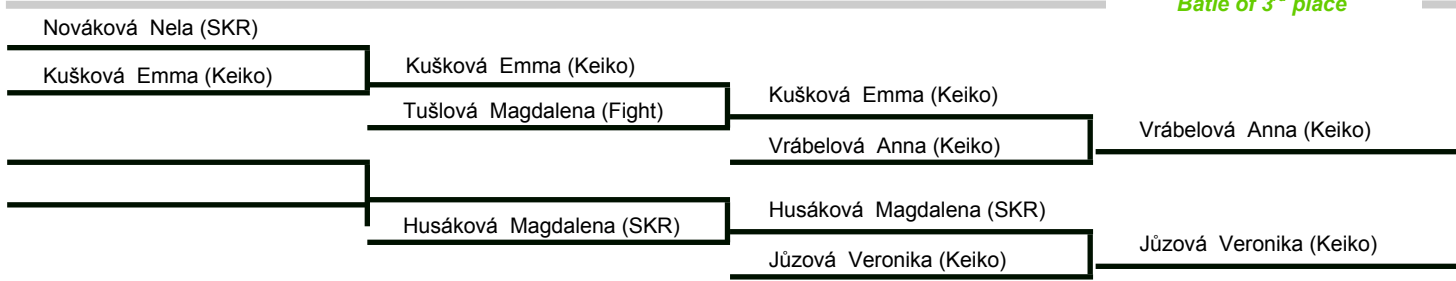 Batle of 3rd place
Nováková Nela (SKR)
Kušková Emma (Keiko)
Kušková Emma (Keiko)
Tušlová Magdalena (Fight)
Kušková Emma (Keiko)
Vrábelová Anna (Keiko)
Vrábelová Anna (Keiko)
Husáková Magdalena (SKR)
Husáková Magdalena (SKR)
Jůzová Veronika (Keiko)
Jůzová Veronika (Keiko)